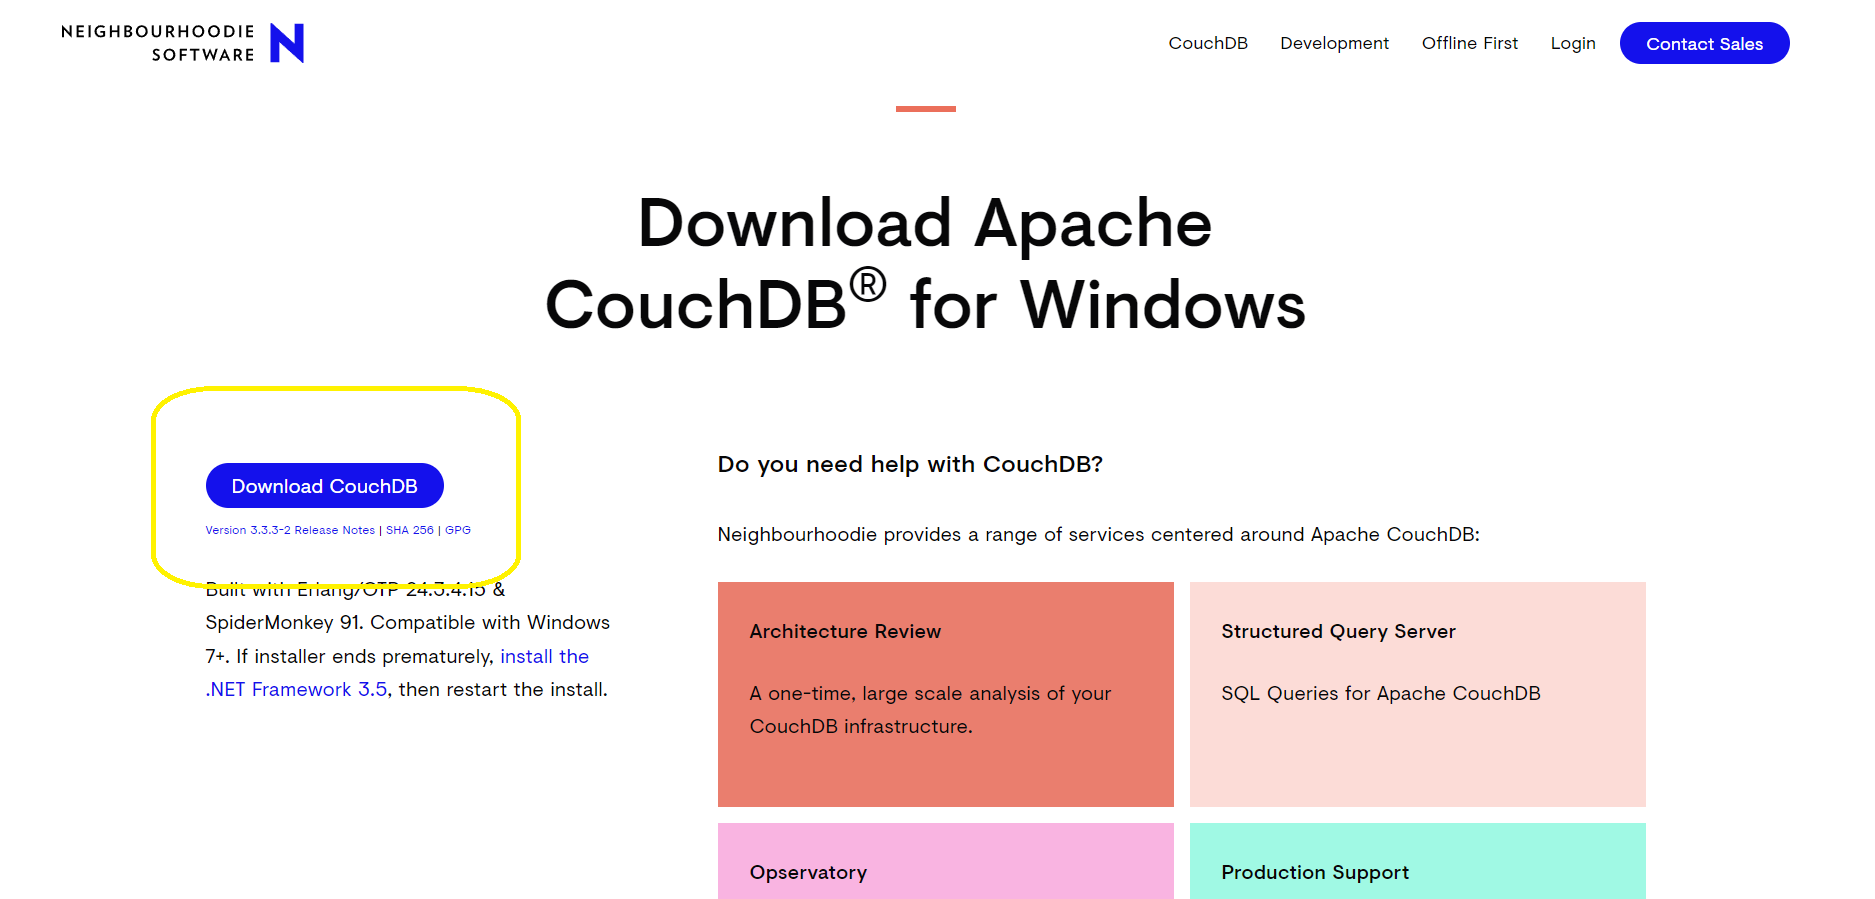 NEIGHBOURHOODIE
SOFTWARE
CouchDB
Development
Offline First
Login
Contact Sales
Download Apache
CouchDB® for Windows
Download CouchDB
Version 3.3.3-2 Release Notes | SHA 256 | GPG
Built with Erlang/OTP 24.3.4.15 &
SpiderMonkey 91. Compatible with Windows
7+. If installer ends prematurely, install the
.NET Framework 3.5, then restart the install.
Do you need help with CouchDB?
Neighbourhoodie provides a range of services centered around Apache CouchDB:
Architecture Review
A one-time, large scale analysis of your
CouchDB infrastructure.
Structured Query Server
SQL Queries for Apache CouchDB
Opservatory
Production Support